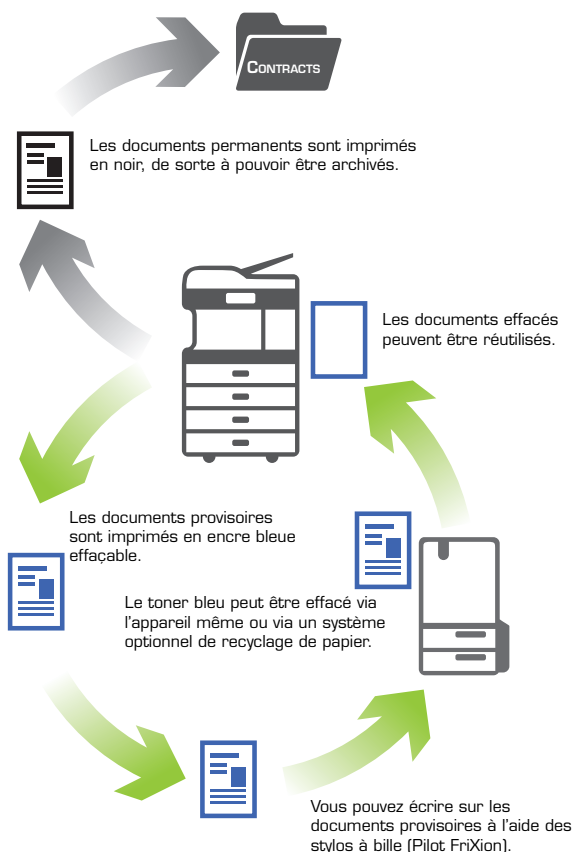 CONTRACTS
Les documents permanents sont imprimés
en noir, de sorte à pouvoir être archivés.
Les documents effacés
peuvent être réutilisés.
Les documents provisoires
sont imprimés en encre bleue
effaçable.
Le toner bleu peut être effacé via
l'appareil même ou via un système
optionnel de recyclage de papier.
Vous pouvez écrire sur les
documents provisoires à l'aide des
stylos à bille (Pilot FriXion).